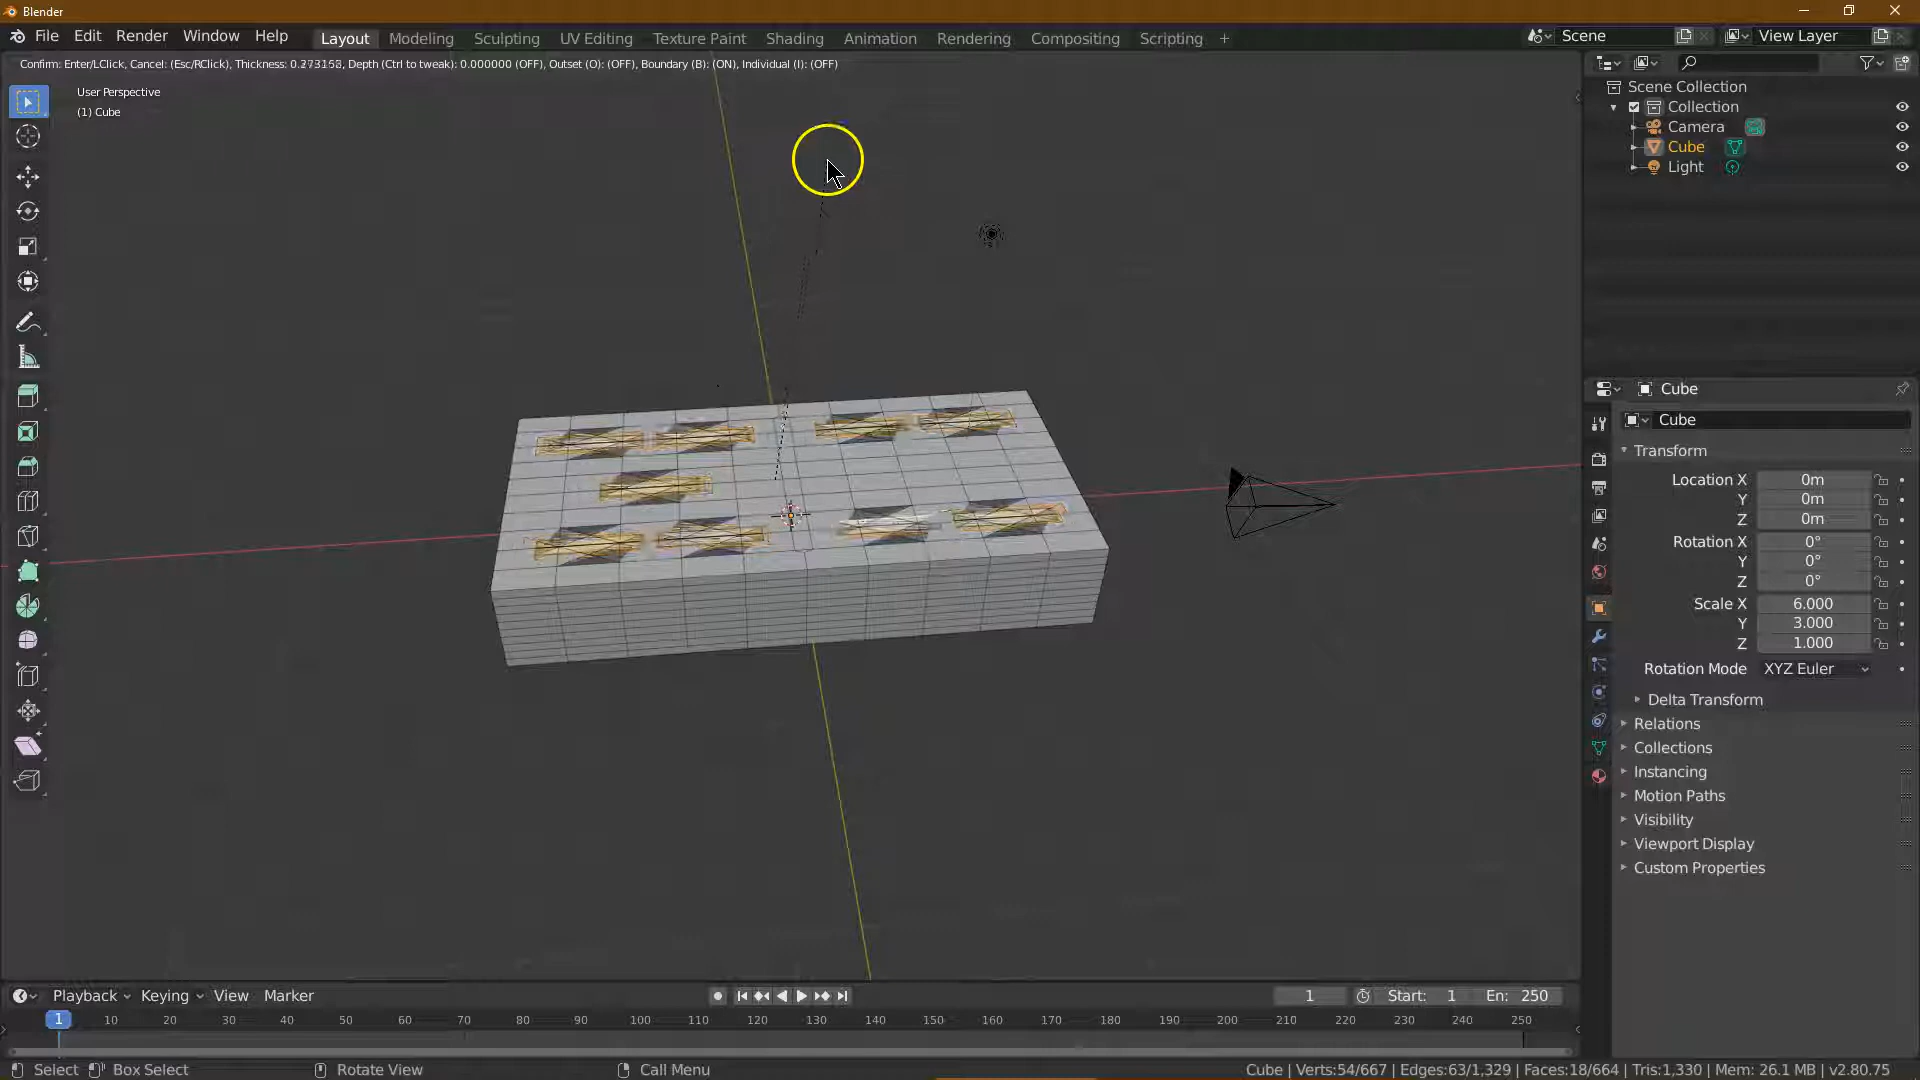 Blender
File Edit Render Window Help Layout Modeling Sculpting UV Editing Texture Paint Shading Animation Rendering Compositing Scripting + Scene View Layer
Confirm: Enter/LClick, Cancel: (Esc/RClick), Thickness: 0.273153, Depth (Ctrl to tweak): 0.000000 (OFF), Outset (O): (OFF), Boundary (B): (ON), Individual (I): (OFF)
User Perspective
(1) Cube
Scene Collection
Collection
Camera
Cube
Light
Cube
Cube
Transform
Location X 0m
Y 0m
Z 0m
Rotation X 0°
Y 0°
Z 0°
Scale X 6.000
Y 3.000
Z 1.000
Rotation Mode XYZ Euler
Delta Transform
Relations
Collections
Instancing
Motion Paths
Visibility
Viewport Display
Custom Properties
Playback Keying View Marker 1 Start: 1 En: 250
1 10 20 30 40 50 60 70 80 90 100 110 120 130 140 150 160 170 180 190 200 210 220 230 240 250
Select Box Select Rotate View Call Menu Cube | Verts:54/667 | Edges:63/1,329 | Faces:18/664 | Tris:1,330 | Mem: 26.1 MB | v2.80.75